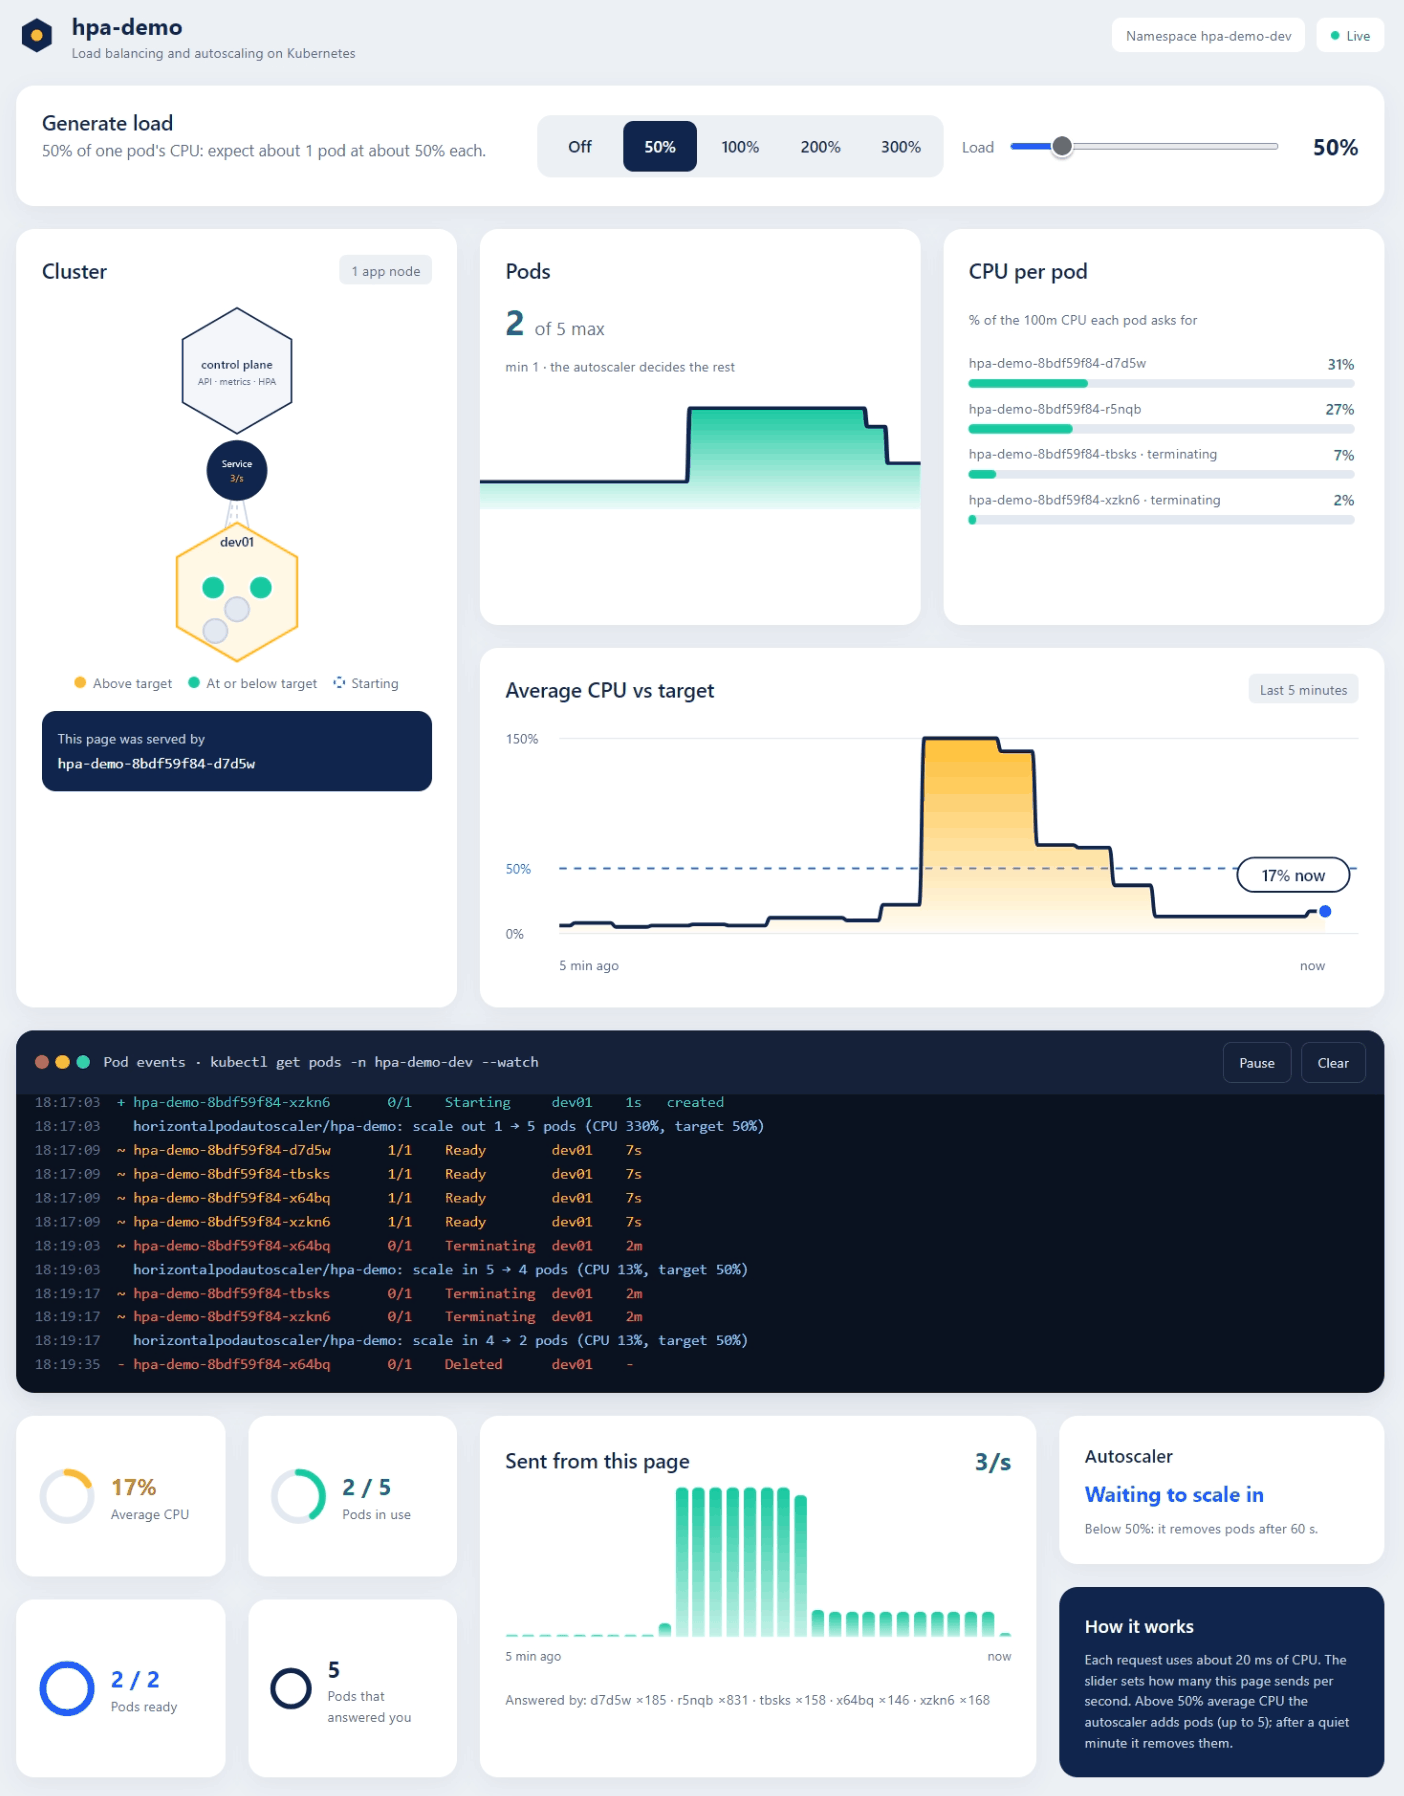 hpa-demo
Load balancing and autoscaling on Kubernetes
Namespace hpa-demo-dev
Live
Generate load
50% of one pod's CPU: expect about 1 pod at about 50% each.
Off
50%
100%
200%
300%
Load
50%
Cluster
1 app node
control plane
API · metrics · HPA
Service
3/s
dev01
Above target
At or below target
Starting
This page was served by
hpa-demo-8bdf59f84-d7d5w
Pods
2 of 5 max
min 1 · the autoscaler decides the rest
CPU per pod
% of the 100m CPU each pod asks for
hpa-demo-8bdf59f84-d7d5w 31%
hpa-demo-8bdf59f84-r5nqb 27%
hpa-demo-8bdf59f84-tbsks · terminating 7%
hpa-demo-8bdf59f84-xzkn6 · terminating 2%
Average CPU vs target
Last 5 minutes
150%
50%
17% now
0%
5 min ago
now
Pod events · kubectl get pods -n hpa-demo-dev --watch
Pause
Clear
18:17:03 + hpa-demo-8bdf59f84-xzkn6 0/1 Starting dev01 1s created
18:17:03 horizontalpodautoscaler/hpa-demo: scale out 1 → 5 pods (CPU 330%, target 50%)
18:17:09 ~ hpa-demo-8bdf59f84-d7d5w 1/1 Ready dev01 7s
18:17:09 ~ hpa-demo-8bdf59f84-tbsks 1/1 Ready dev01 7s
18:17:09 ~ hpa-demo-8bdf59f84-x64bq 1/1 Ready dev01 7s
18:17:09 ~ hpa-demo-8bdf59f84-xzkn6 1/1 Ready dev01 7s
18:19:03 ~ hpa-demo-8bdf59f84-x64bq 0/1 Terminating dev01 2m
18:19:03 horizontalpodautoscaler/hpa-demo: scale in 5 → 4 pods (CPU 13%, target 50%)
18:19:17 ~ hpa-demo-8bdf59f84-tbsks 0/1 Terminating dev01 2m
18:19:17 ~ hpa-demo-8bdf59f84-xzkn6 0/1 Terminating dev01 2m
18:19:17 horizontalpodautoscaler/hpa-demo: scale in 4 → 2 pods (CPU 13%, target 50%)
18:19:35 - hpa-demo-8bdf59f84-x64bq 0/1 Deleted dev01 -
17%
Average CPU
2 / 5
Pods in use
2 / 2
Pods ready
5
Pods that
answered you
Sent from this page
3/s
5 min ago
now
Answered by: d7d5w ×185 · r5nqb ×831 · tbsks ×158 · x64bq ×146 · xzkn6 ×168
Autoscaler
Waiting to scale in
Below 50%: it removes pods after 60 s.
How it works
Each request uses about 20 ms of CPU. The
slider sets how many this page sends per
second. Above 50% average CPU the
autoscaler adds pods (up to 5); after a quiet
minute it removes them.